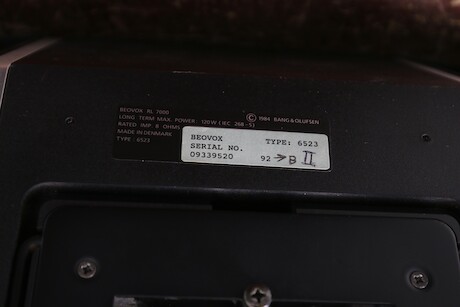 BEOVOX RL 7000
LONG TERM MAX. POWER: 120W (IEC 268-5)
RATED IMP. 8 OHMS
MADE IN DENMARK
TYPE: 6523
© 1984 BANG & OLUFSEN
BEOVOX TYPE: 6523
SERIAL NO.
09339520 92 → B II